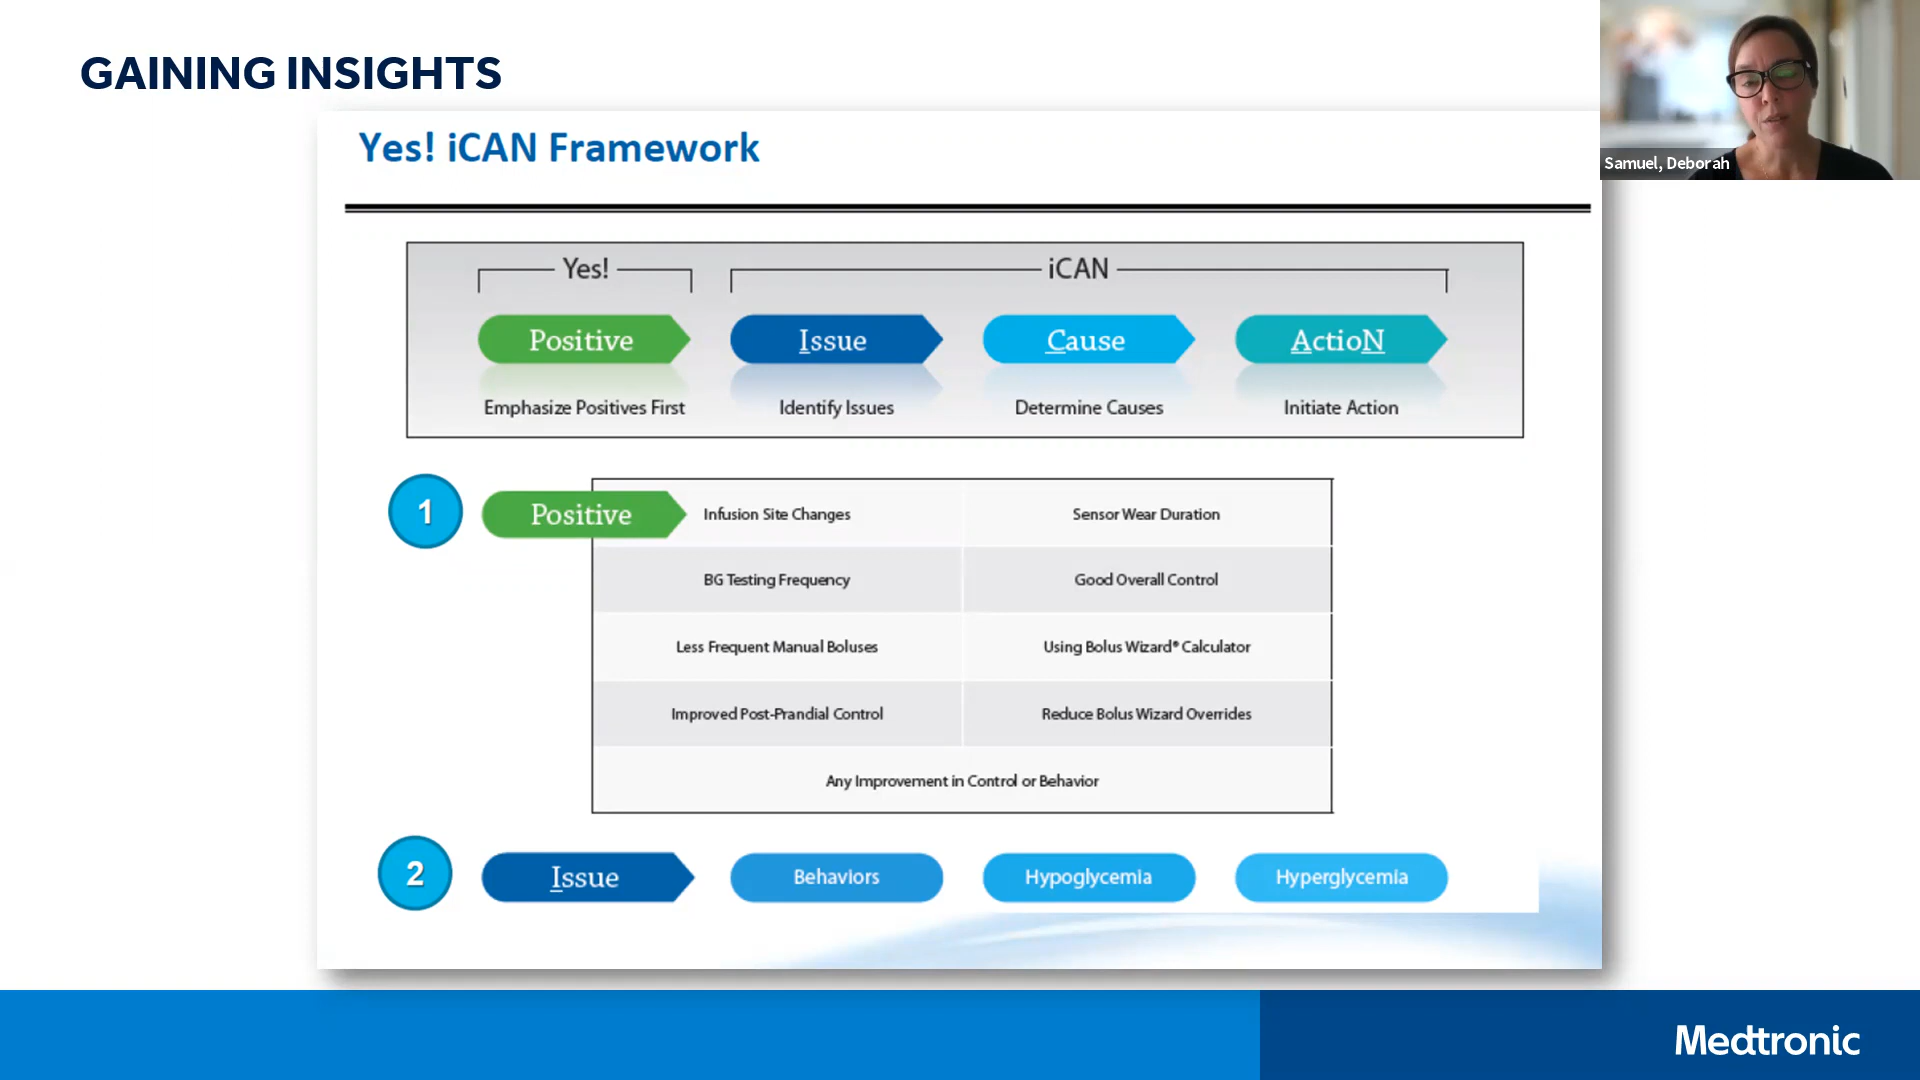 GAINING INSIGHTS
Samuel, Deborah
Yes! iCAN Framework
Yes!
iCAN
Positive
Issue
Cause
ActioN
Emphasize Positives First
Identify Issues
Determine Causes
Initiate Action
1
Positive
Infusion Site Changes
Sensor Wear Duration
BG Testing Frequency
Good Overall Control
Less Frequent Manual Boluses
Using Bolus Wizard® Calculator
Improved Post-Prandial Control
Reduce Bolus Wizard Overrides
Any Improvement in Control or Behavior
2
Issue
Behaviors
Hypoglycemia
Hyperglycemia
Medtronic